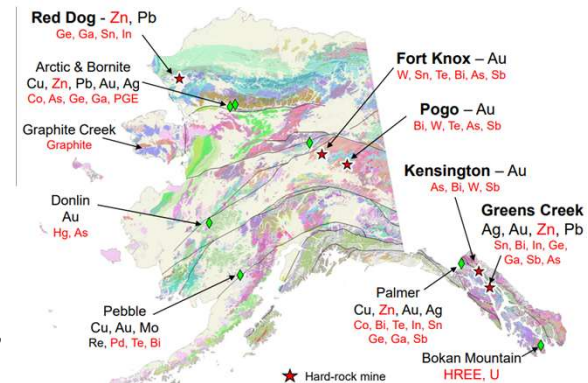 Red Dog - Zn, Pb
Ge, Ga, Sn, In
Arctic & Bornite
Cu, Zn, Pb, Au, Ag
Co, As, Ge, Ga, PGE
Graphite Creek
Graphite
Donlin
Au
Hg, As
Pebble
Cu, Au, Mo
Re, Pd, Te, Bi
Fort Knox – Au
W, Sn, Te, Bi, As, Sb
Pogo – Au
Bi, W, Te, As, Sb
Kensington – Au
As, Bi, W, Sb
Greens Creek
Ag, Au, Zn, Pb
Sn, Bi, In, Ge,
Ga, Sb, As
Palmer
Cu, Zn, Au, Ag
Co, Bi, Te, In, Sn
Ge, Ga, Sb
Bokan Mountain
HREE, U
Hard-rock mine